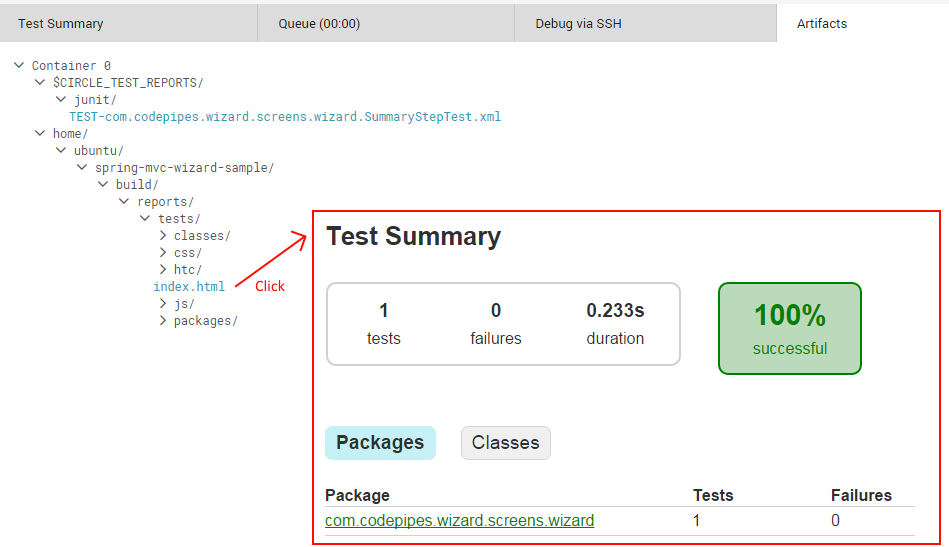 Test Summary Queue (00:00) Debug via SSH Artifacts
Container 0
$CIRCLE_TEST_REPORTS/
junit/
TEST-com.codepipes.wizard.screens.wizard.SummaryStepTest.xml
home/
ubuntu/
spring-mvc-wizard-sample/
build/
reports/
tests/
classes/
css/
htc/
index.html
js/
packages/
Click
Test Summary
1 0 0.233s
tests failures duration
100%
successful
Packages Classes
Package Tests Failures
com.codepipes.wizard.screens.wizard 1 0